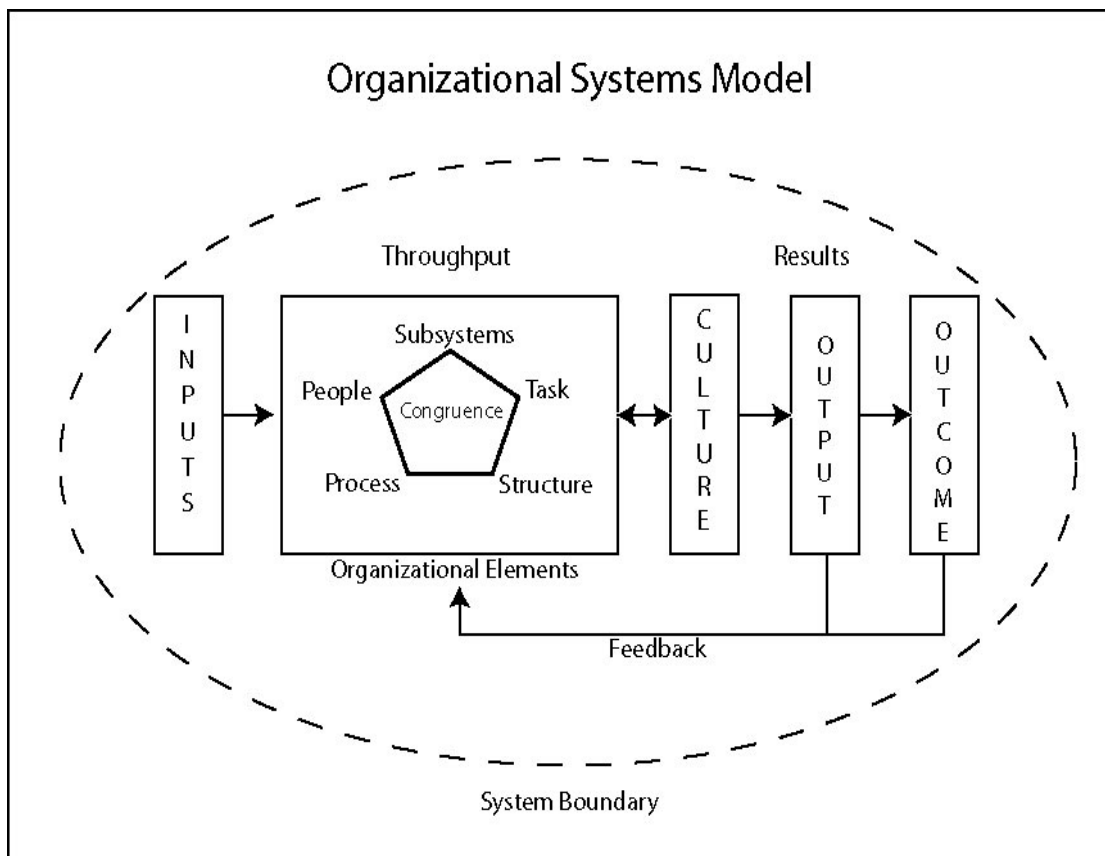 Organizational Systems Model
Throughput
Results
INPUTS
Subsystems
People
Task
Congruence
Process
Structure
Organizational Elements
CULTURE
OUTPUT
OUTCOME
Feedback
System Boundary